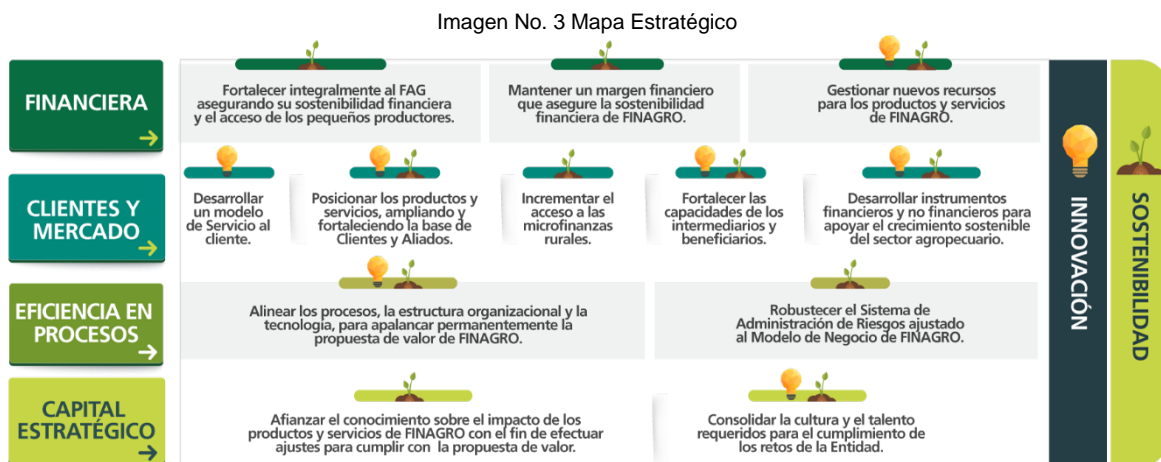 Imagen No. 3 Mapa Estratégico
FINANCIERA
Fortalecer integralmente al FAG
asegurando su sostenibilidad financiera
y el acceso de los pequeños productores.
Mantener un margen financiero
que asegure la sostenibilidad
financiera de FINAGRO.
Gestionar nuevos recursos
para los productos y servicios
de FINAGRO.
CLIENTES Y
MERCADO
Desarrollar
un modelo
de Servicio al
cliente.
Posicionar los productos y
servicios, ampliando y
fortaleciendo la base de
Clientes y Aliados.
Incrementar el
acceso a las
microfinanzas
rurales.
Fortalecer las
capacidades de los
intermediarios y
beneficiarios.
Desarrollar instrumentos
financieros y no financieros para
apoyar el crecimiento sostenible
del sector agropecuario.
EFICIENCIA EN
PROCESOS
Alinear los procesos, la estructura organizacional y la
tecnología, para apalancar permanentemente la
propuesta de valor de FINAGRO.
Robustecer el Sistema de
Administración de Riesgos ajustado
al Modelo de Negocio de FINAGRO.
CAPITAL
ESTRATÉGICO
Afianzar el conocimiento sobre el impacto de los
productos y servicios de FINAGRO con el fin de efectuar
ajustes para cumplir con la propuesta de valor.
Consolidar la cultura y el talento
requeridos para el cumplimiento de
los retos de la Entidad.
INNOVACIÓN
SOSTENIBILIDAD